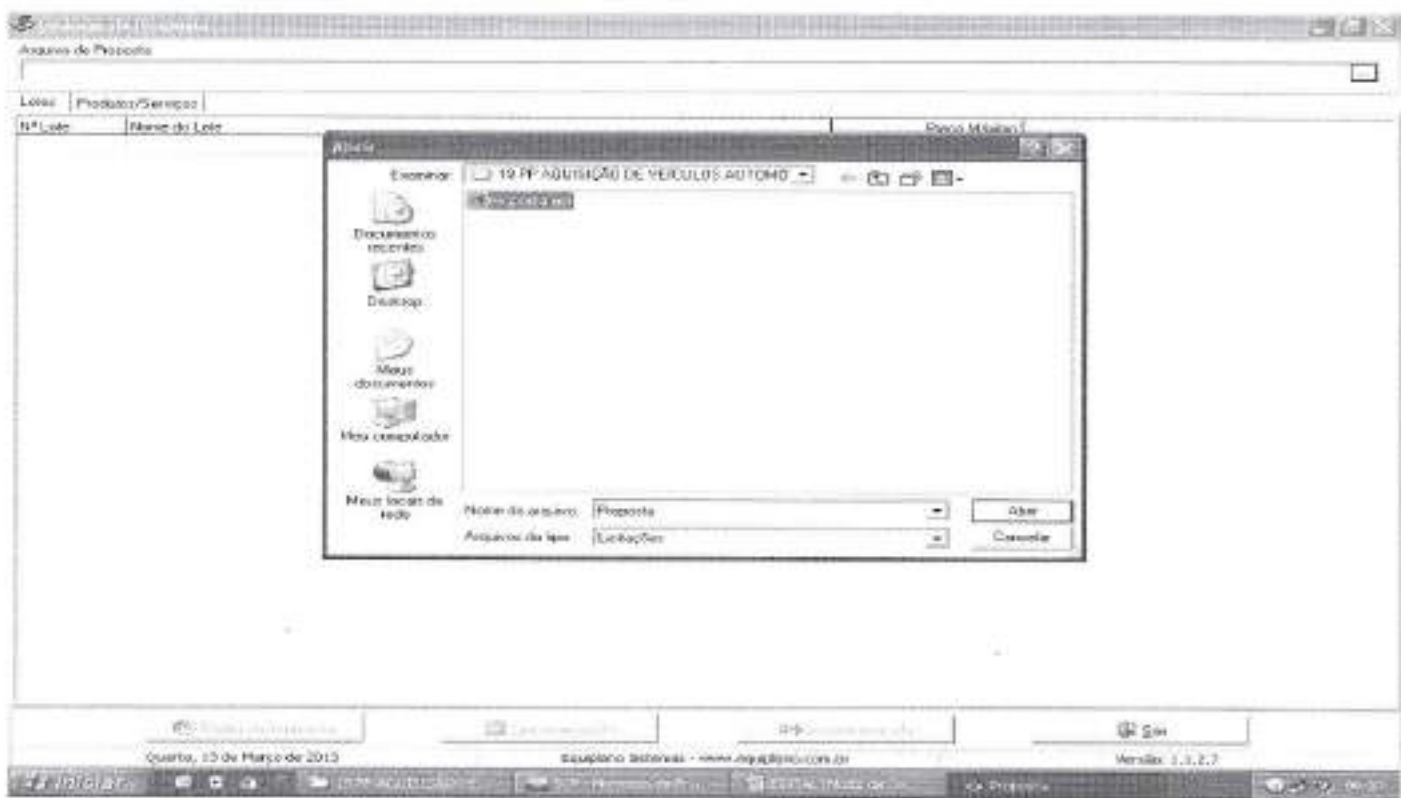 Arquivo de Proposta
Lotes Produtos/Serviços
Nº Lote Nome do Lote Preço Máximo
Abrir
Examinar: 19 PP AQUISIÇÃO DE VEICULOS AUTOMO
Documentos recentes
Desktop
Meus documentos
Meu computador
Meus locais de rede
Nome do arquivo: Proposta
Arquivos do tipo: Licitações
Abrir
Cancelar
Sair
Quarta, 13 de Março de 2013 Equiplano Sistemas - www.equiplano.com.br Versão: 1.1.2.7
Proposta